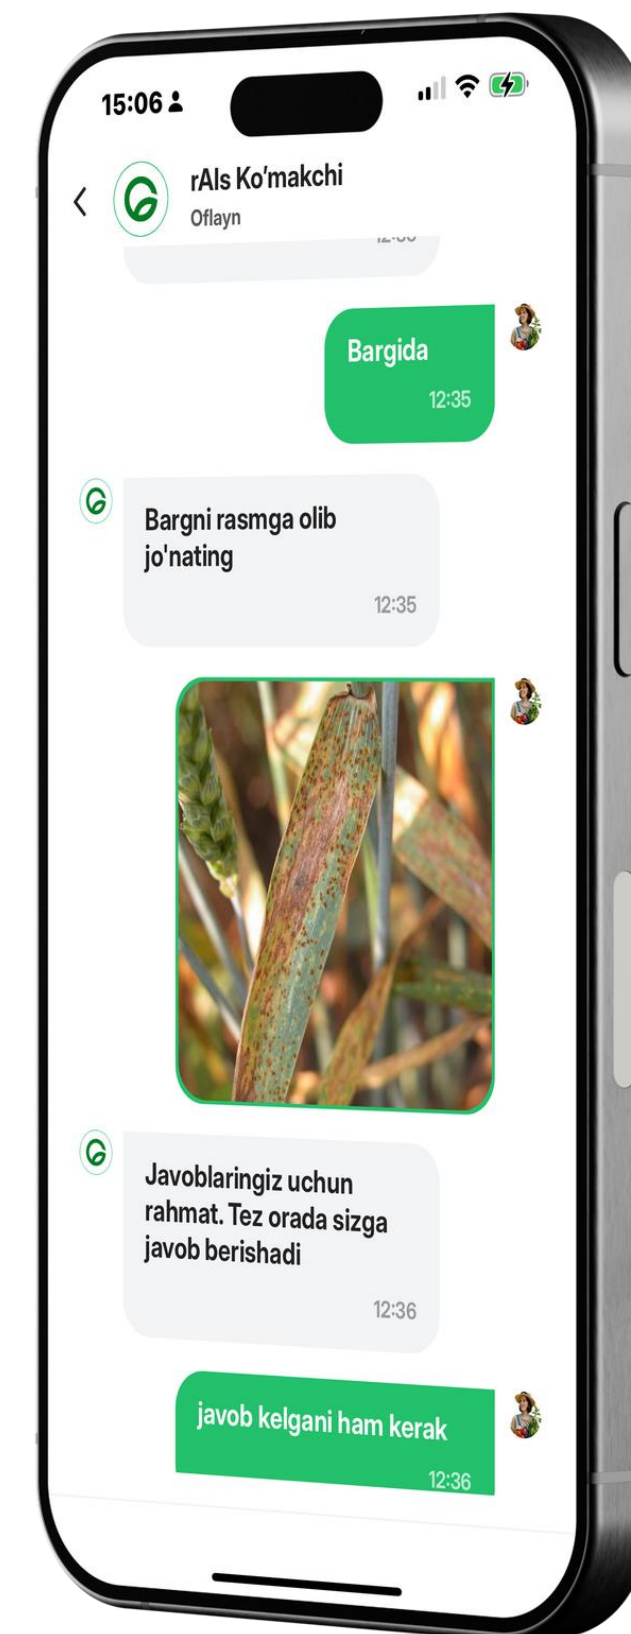 15:06
rAIs Ko'makchi
Oflayn
Bargida
12:35
Bargni rasmga olib
jo'nating
12:35
Javoblaringiz uchun
rahmat. Tez orada sizga
javob berishadi
12:36
javob kelgani ham kerak
12:36